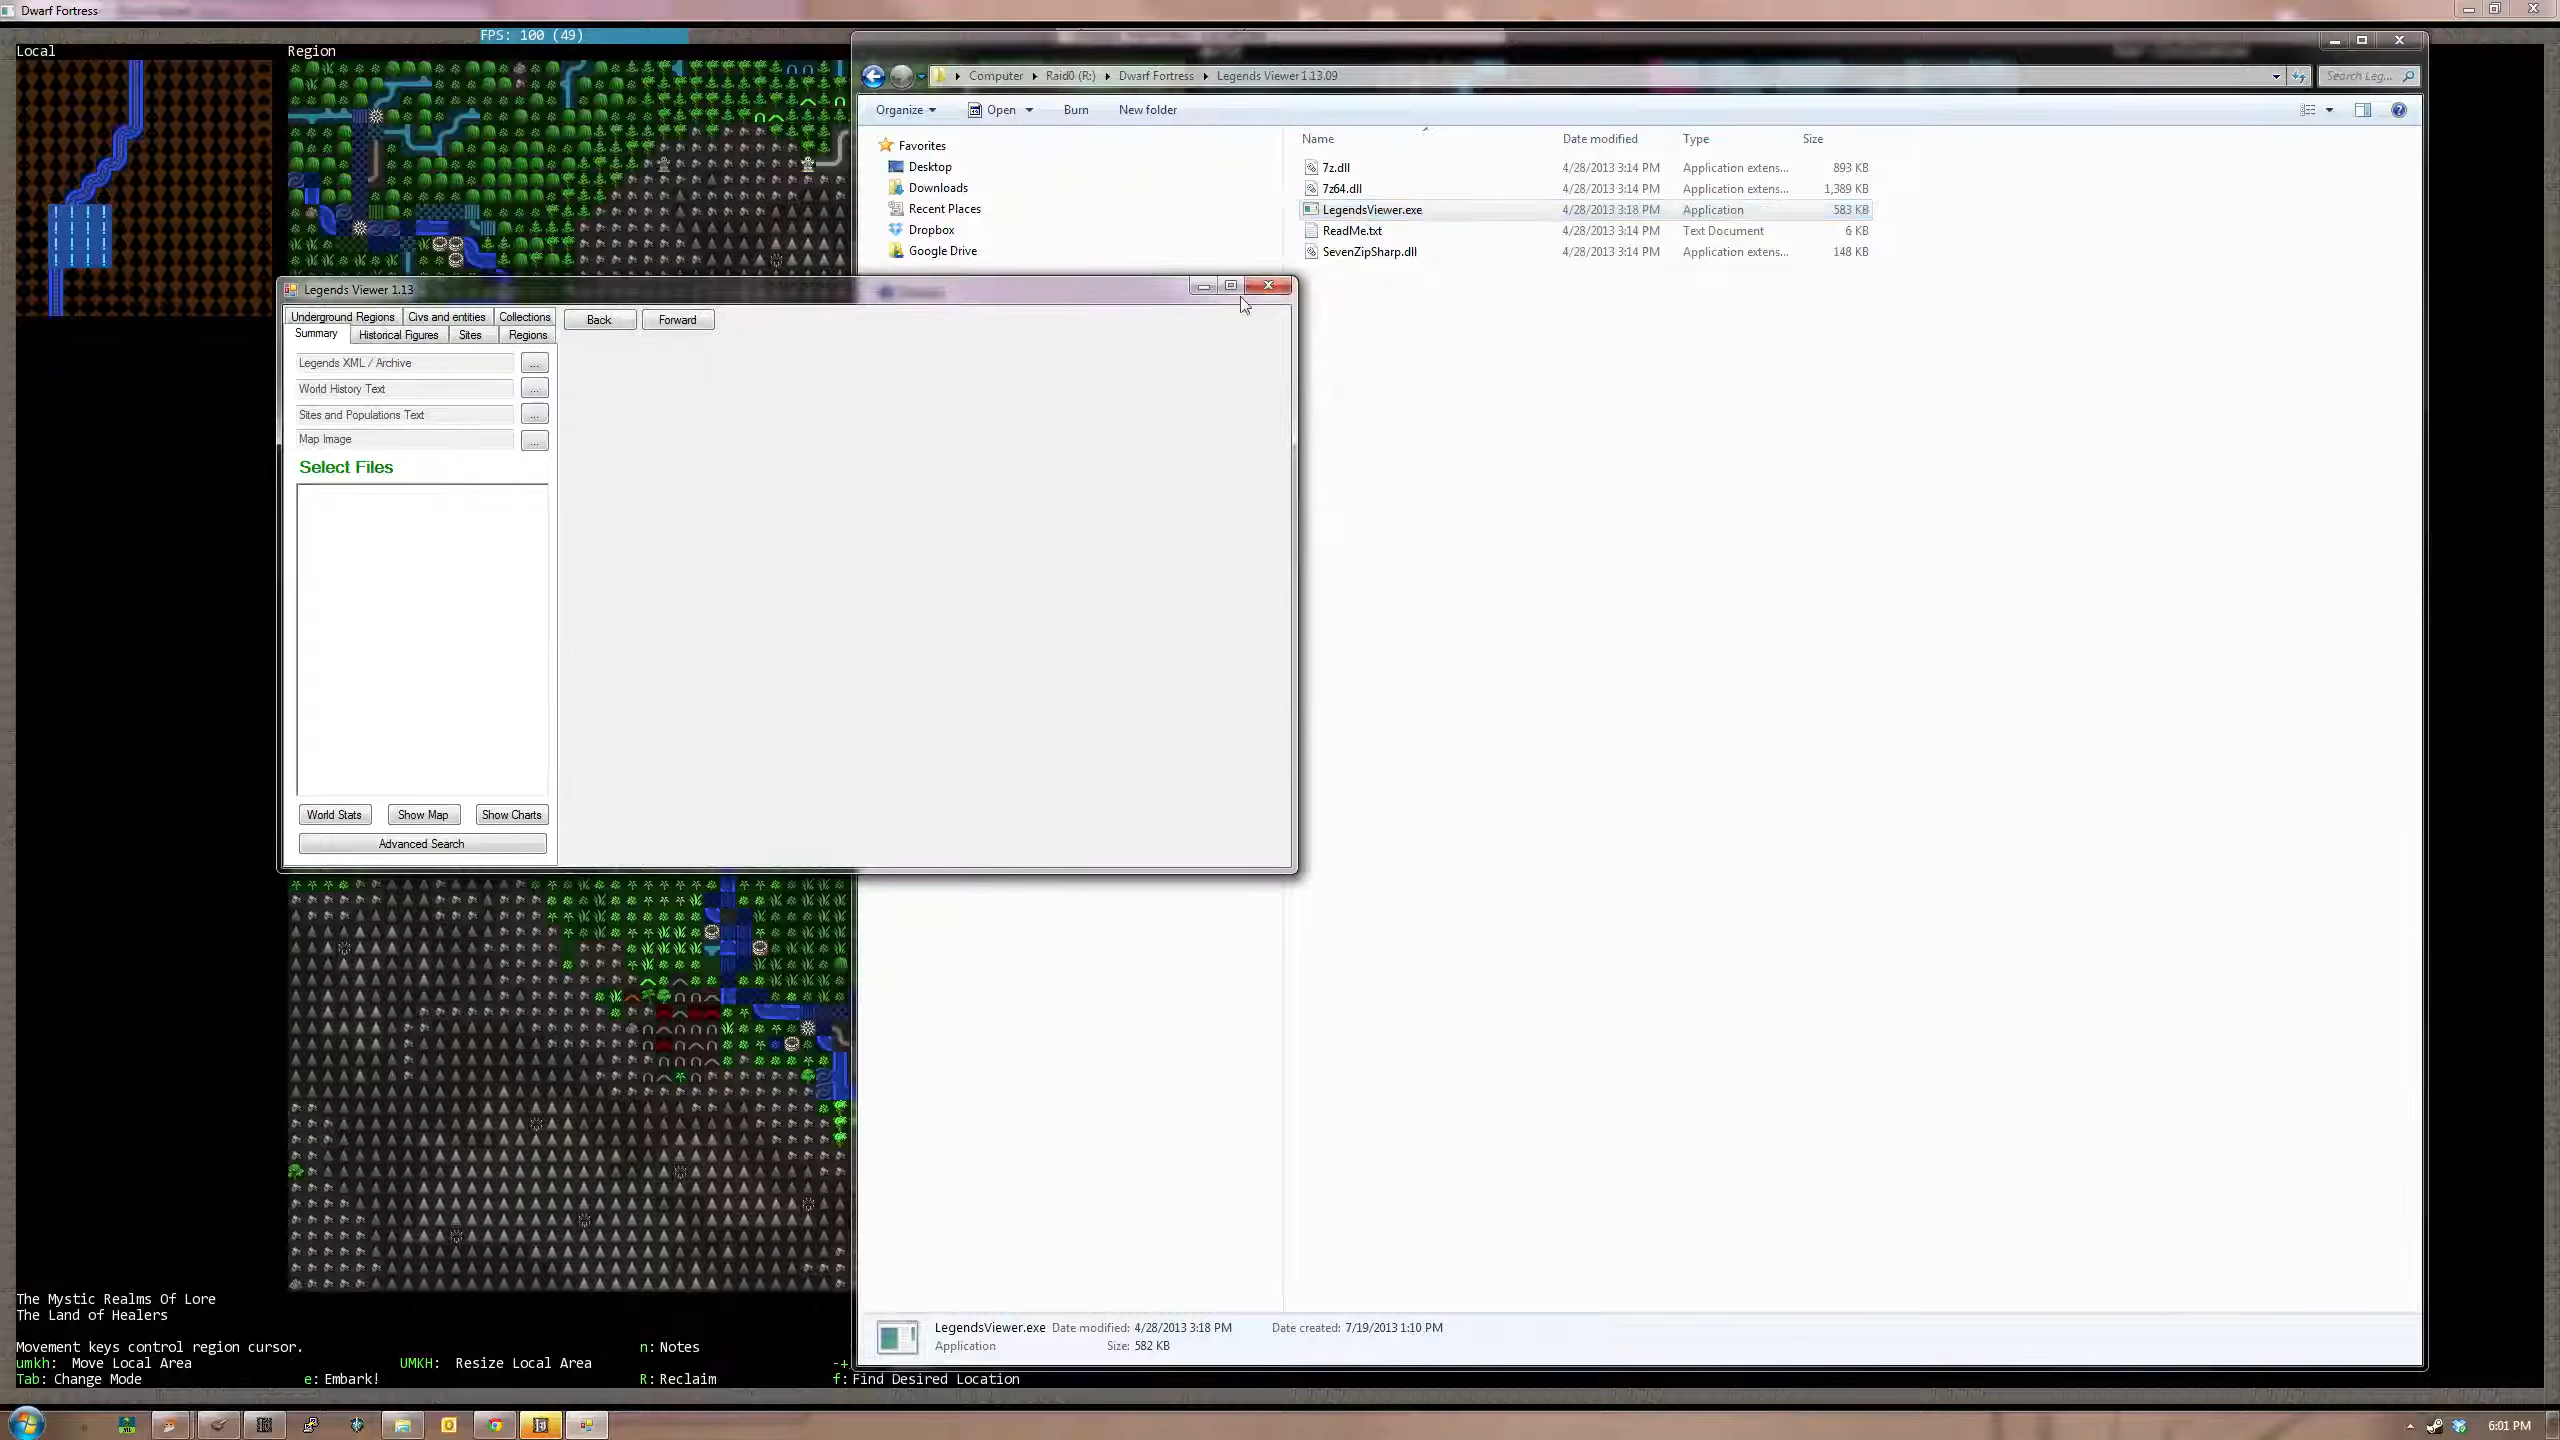 Dwarf Fortress
FPS: 100 (49)
Local
Region
Computer Raid0 (R:) Dwarf Fortress Legends Viewer 1.13.09
Search Leg...
Organize Open Burn New folder
Favorites
Desktop
Downloads
Recent Places
Dropbox
Google Drive
Name Date modified Type Size
7z.dll 4/28/2013 3:14 PM Application extens... 893 KB
7z64.dll 4/28/2013 3:14 PM Application extens... 1,389 KB
LegendsViewer.exe 4/28/2013 3:18 PM Application 583 KB
ReadMe.txt 4/28/2013 3:14 PM Text Document 6 KB
SevenZipSharp.dll 4/28/2013 3:14 PM Application extens... 148 KB
Legends Viewer 1.13
Underground Regions Civs and entities Collections
Summary Historical Figures Sites Regions
Back Forward
Legends XML / Archive ...
World History Text ...
Sites and Populations Text ...
Map Image ...
Select Files
World Stats Show Map Show Charts
Advanced Search
LegendsViewer.exe Date modified: 4/28/2013 3:18 PM Date created: 7/19/2013 1:10 PM
Application Size: 582 KB
The Mystic Realms Of Lore
The Land of Healers
Movement keys control region cursor. n: Notes
umkh: Move Local Area UMKH: Resize Local Area -+
Tab: Change Mode e: Embark! R: Reclaim f: Find Desired Location
6:01 PM